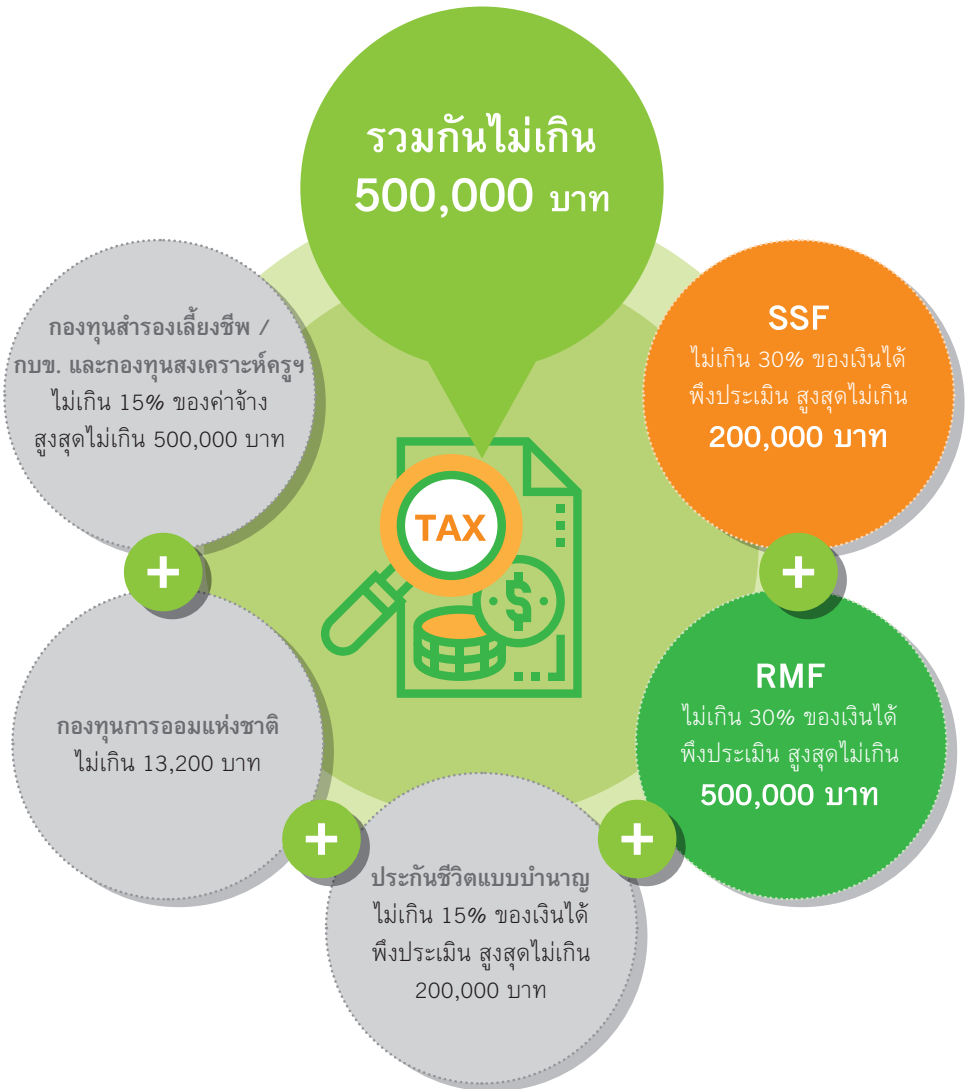 รวมกันไม่เกิน
500,000 บาท
กองทุนสำรองเลี้ยงชีพ /
กบข. และกองทุนสงเคราะห์ครูฯ
ไม่เกิน 15% ของค่าจ้าง
สูงสุดไม่เกิน 500,000 บาท
SSF
ไม่เกิน 30% ของเงินได้
พึงประเมิน สูงสุดไม่เกิน
200,000 บาท
TAX
$
+
+
RMF
ไม่เกิน 30% ของเงินได้
พึงประเมิน สูงสุดไม่เกิน
500,000 บาท
กองทุนการออมแห่งชาติ
ไม่เกิน 13,200 บาท
+
+
ประกันชีวิตแบบบำนาญ
ไม่เกิน 15% ของเงินได้
พึงประเมิน สูงสุดไม่เกิน
200,000 บาท